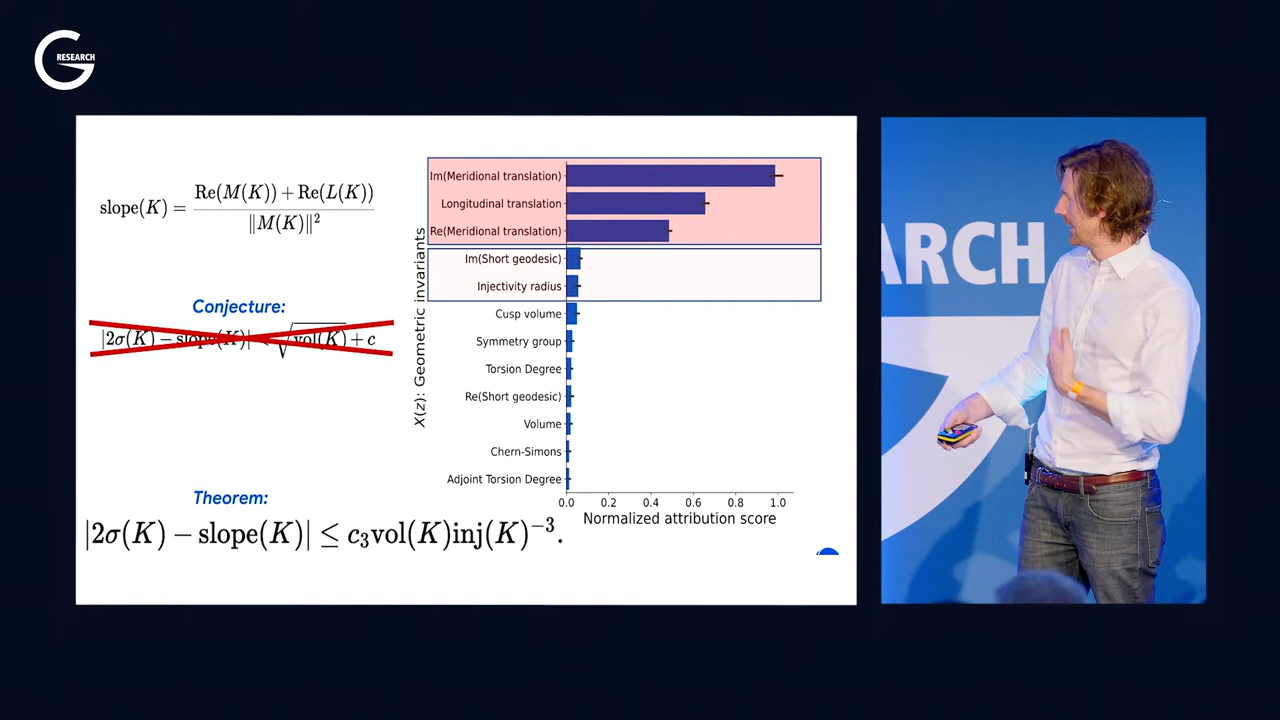 RESEARCH
slope(K) = Re(M(K)) + Re(L(K)) / ‖M(K)‖²
Conjecture:
|2σ(K) − slope(K)| < √vol(K) + c
Theorem:
|2σ(K) − slope(K)| ≤ c₃vol(K)inj(K)⁻³.
X(z): Geometric invariants
Im(Meridional translation)
Longitudinal translation
Re(Meridional translation)
Im(Short geodesic)
Injectivity radius
Cusp volume
Symmetry group
Torsion Degree
Re(Short geodesic)
Volume
Chern-Simons
Adjoint Torsion Degree
0.0 0.2 0.4 0.6 0.8 1.0
Normalized attribution score
ARCH